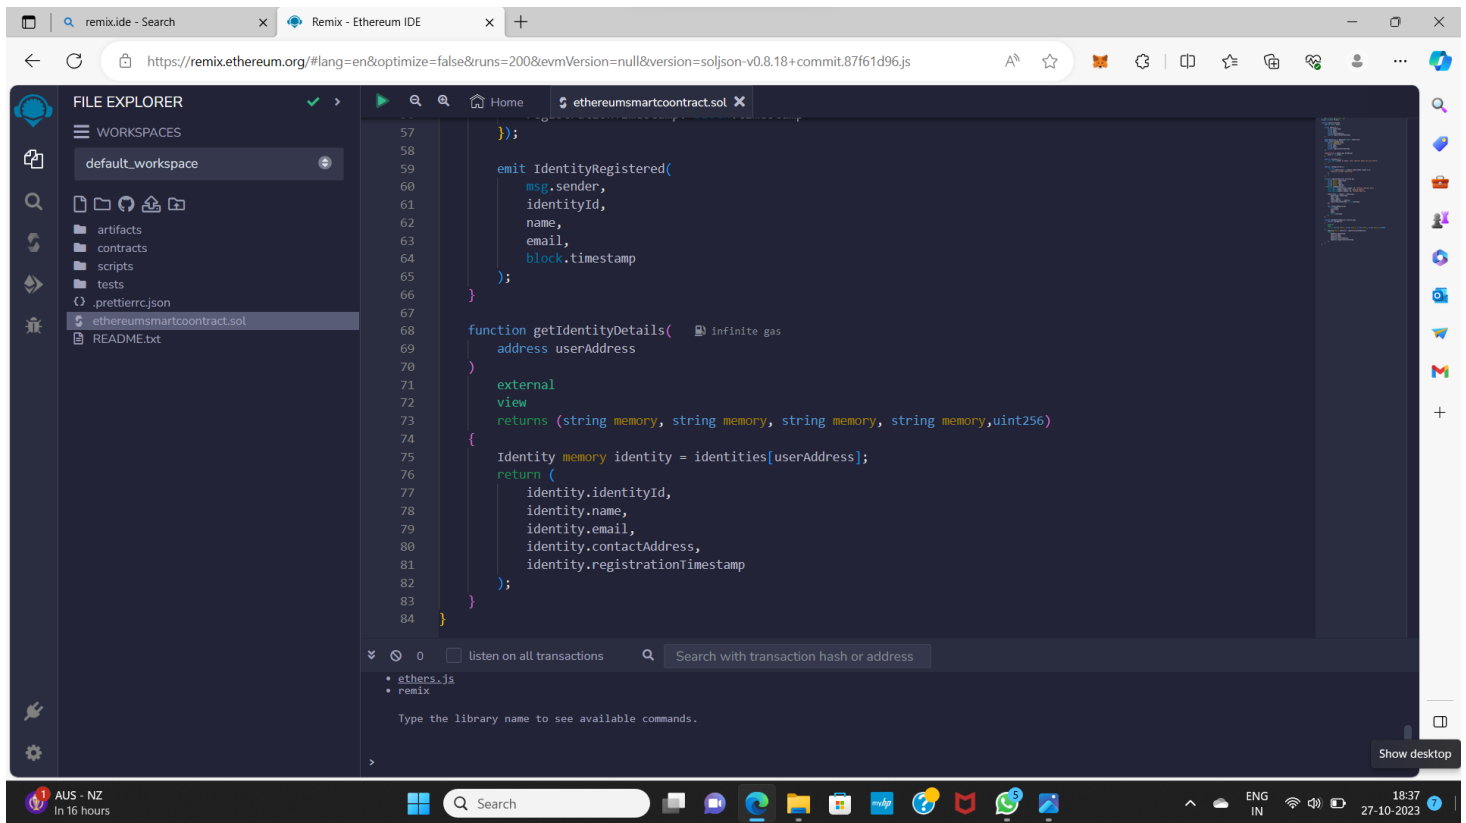 remix.ide - Search
Remix - Ethereum IDE
https://remix.ethereum.org/#lang=en&optimize=false&runs=200&evmVersion=null&version=soljson-v0.8.18+commit.87f61d96.js
FILE EXPLORER
Home
ethereumsmartcoontract.sol
WORKSPACES
default_workspace
artifacts
contracts
scripts
tests
.prettierrc.json
ethereumsmartcoontract.sol
README.txt
57 });
58
59 emit IdentityRegistered(
60 msg.sender,
61 identityId,
62 name,
63 email,
64 block.timestamp
65 );
66 }
67
68 function getIdentityDetails( infinite gas
69 address userAddress
70 )
71 external
72 view
73 returns (string memory, string memory, string memory, string memory,uint256)
74 {
75 Identity memory identity = identities[userAddress];
76 return (
77 identity.identityId,
78 identity.name,
79 identity.email,
80 identity.contactAddress,
81 identity.registrationTimestamp
82 );
83 }
84 }
0 listen on all transactions
Search with transaction hash or address
• ethers.js
• remix
Type the library name to see available commands.
>
Show desktop
1
AUS - NZ
In 16 hours
Search
myhp
5
ENG
IN
18:37
27-10-2023
7